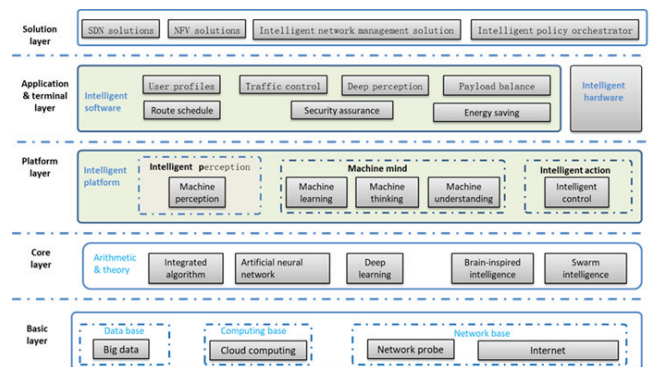 Solution
layer
SDN solutions
NFV solutions
Intelligent network management solution
Intelligent policy orchestrator
Application
& terminal
layer
Intelligent
software
User profiles
Traffic control
Deep perception
Payload balance
Route schedule
Security assurance
Energy saving
Intelligent
hardware
Platform
layer
Intelligent
platform
Intelligent perception
Machine
perception
Machine mind
Machine
learning
Machine
thinking
Machine
understanding
Intelligent action
Intelligent
control
Core
layer
Arithmetic
& theory
Integrated
algorithm
Artificial neural
network
Deep
learning
Brain-inspired
intelligence
Swarm
intelligence
Basic
layer
Data base
Big data
Computing base
Cloud computing
Network base
Network probe
Internet